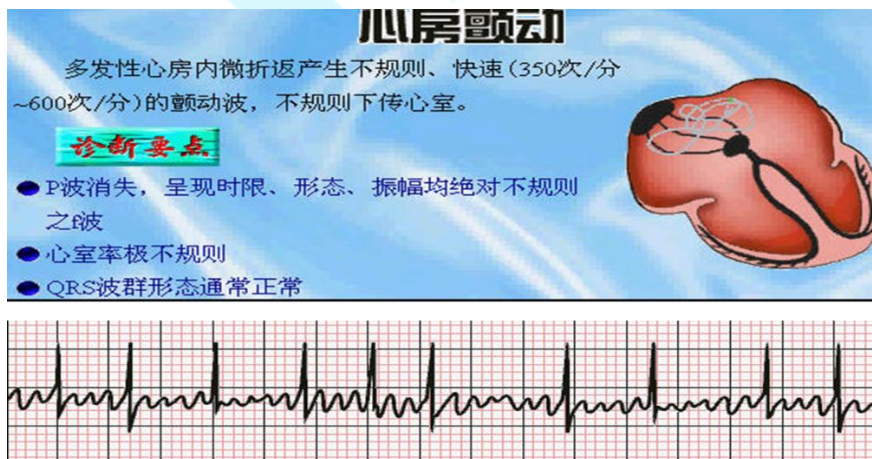 心房颤动
多发性心房内微折返产生不规则、快速(350次/分
~600次/分)的颤动波，不规则下传心室。
诊断要点
P波消失，呈现时限、形态、振幅均绝对不规则
之f波
心室率极不规则
QRS波群形态通常正常